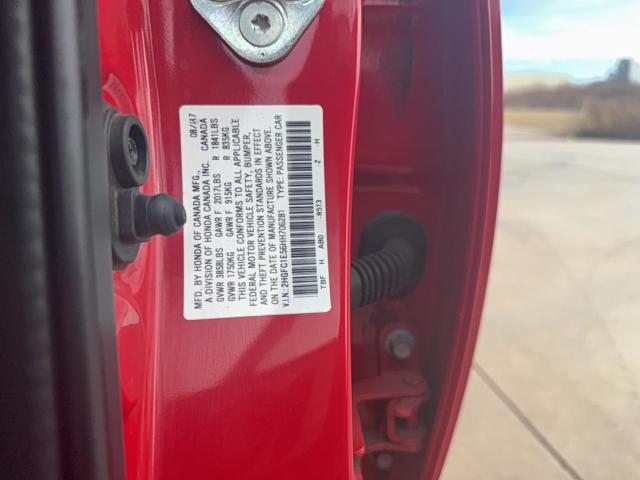 MFD. BY HONDA OF CANADA MFG., 08/17
A DIVISION OF HONDA CANADA INC. CANADA
GVWR 3858LBS GAWR F 2017LBS R 1841LBS
GVWR 1750KG GAWR F 915KG R 835KG
THIS VEHICLE CONFORMS TO ALL APPLICABLE
FEDERAL MOTOR VEHICLE SAFETY, BUMPER,
AND THEFT PREVENTION STANDARDS IN EFFECT
ON THE DATE OF MANUFACTURE SHOWN ABOVE.
V.I.N.: 2HGFC1E56HH706281 TYPE: PASSENGER CAR
TBF H AB0 -R513 -Z -H